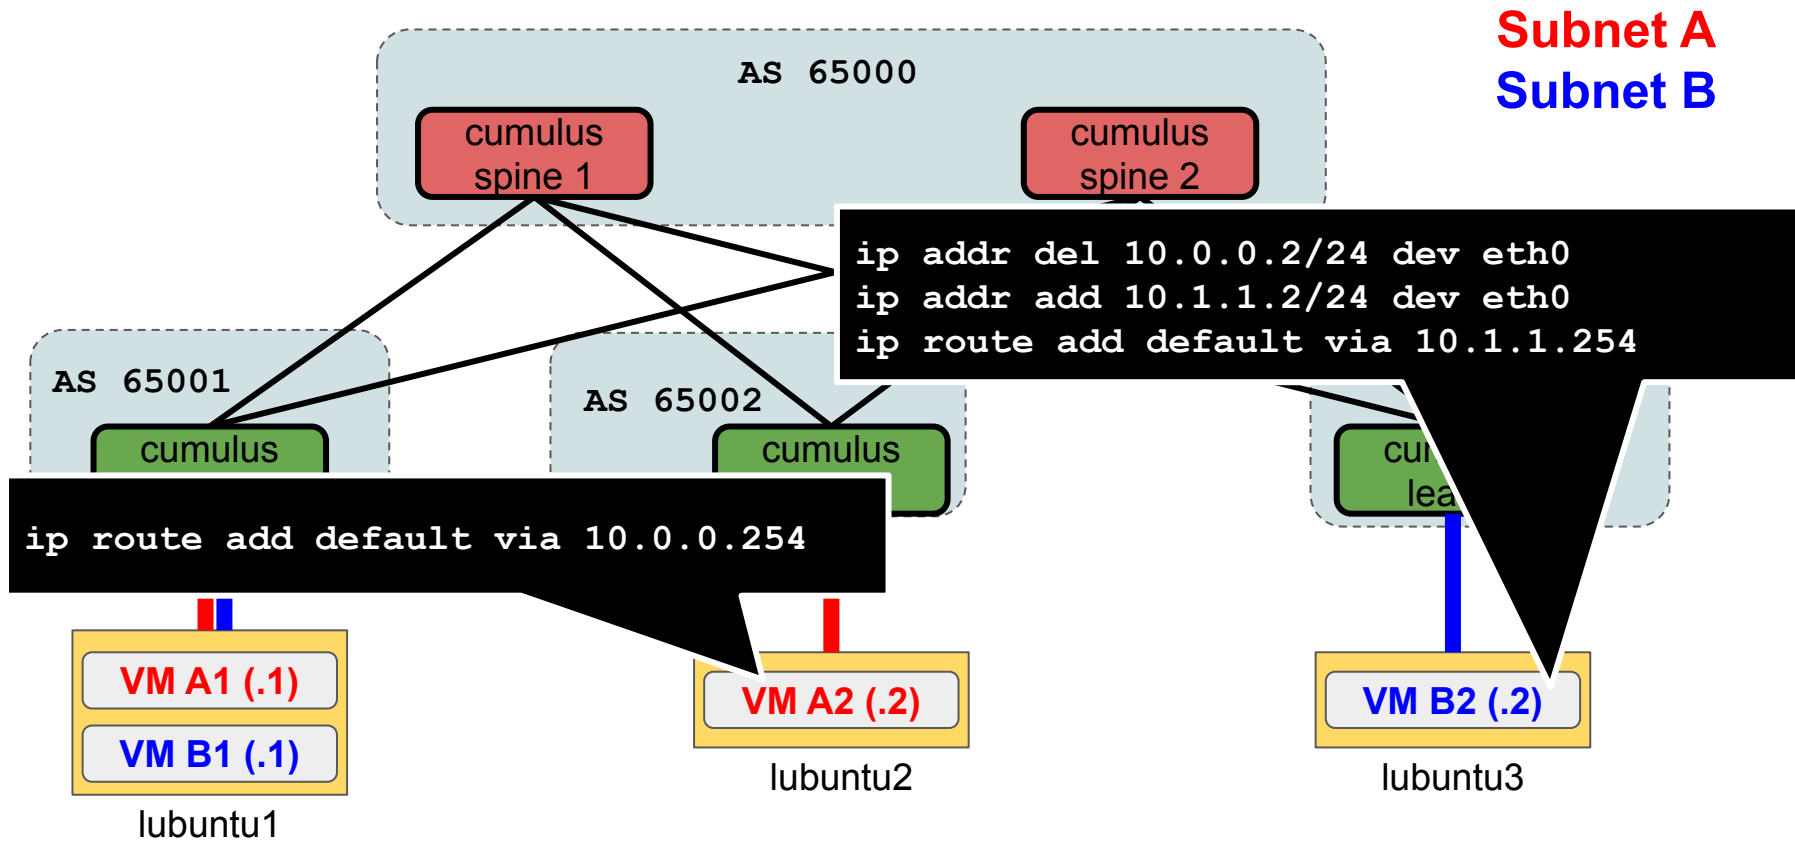 Subnet A
Subnet B
AS 65000
cumulus
spine 1
cumulus
spine 2
ip addr del 10.0.0.2/24 dev eth0
ip addr add 10.1.1.2/24 dev eth0
ip route add default via 10.1.1.254
AS 65001
AS 65002
cumulus
cumulus
ip route add default via 10.0.0.254
VM A1 (.1)
VM B1 (.1)
lubuntu1
VM A2 (.2)
lubuntu2
VM B2 (.2)
lubuntu3